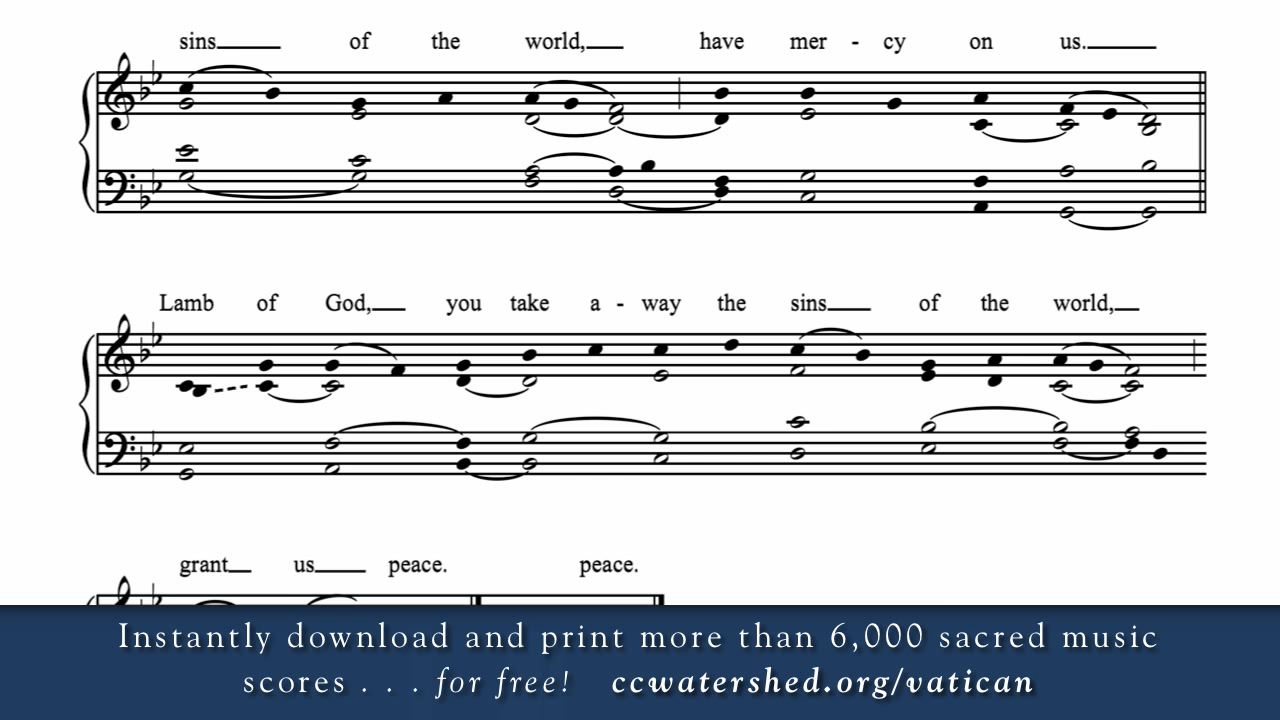 sins of the world, have mer - cy on us.
Lamb of God, you take a - way the sins of the world,
grant us peace. peace.
Instantly download and print more than 6,000 sacred music
scores . . . for free! ccwatershed.org/vatican